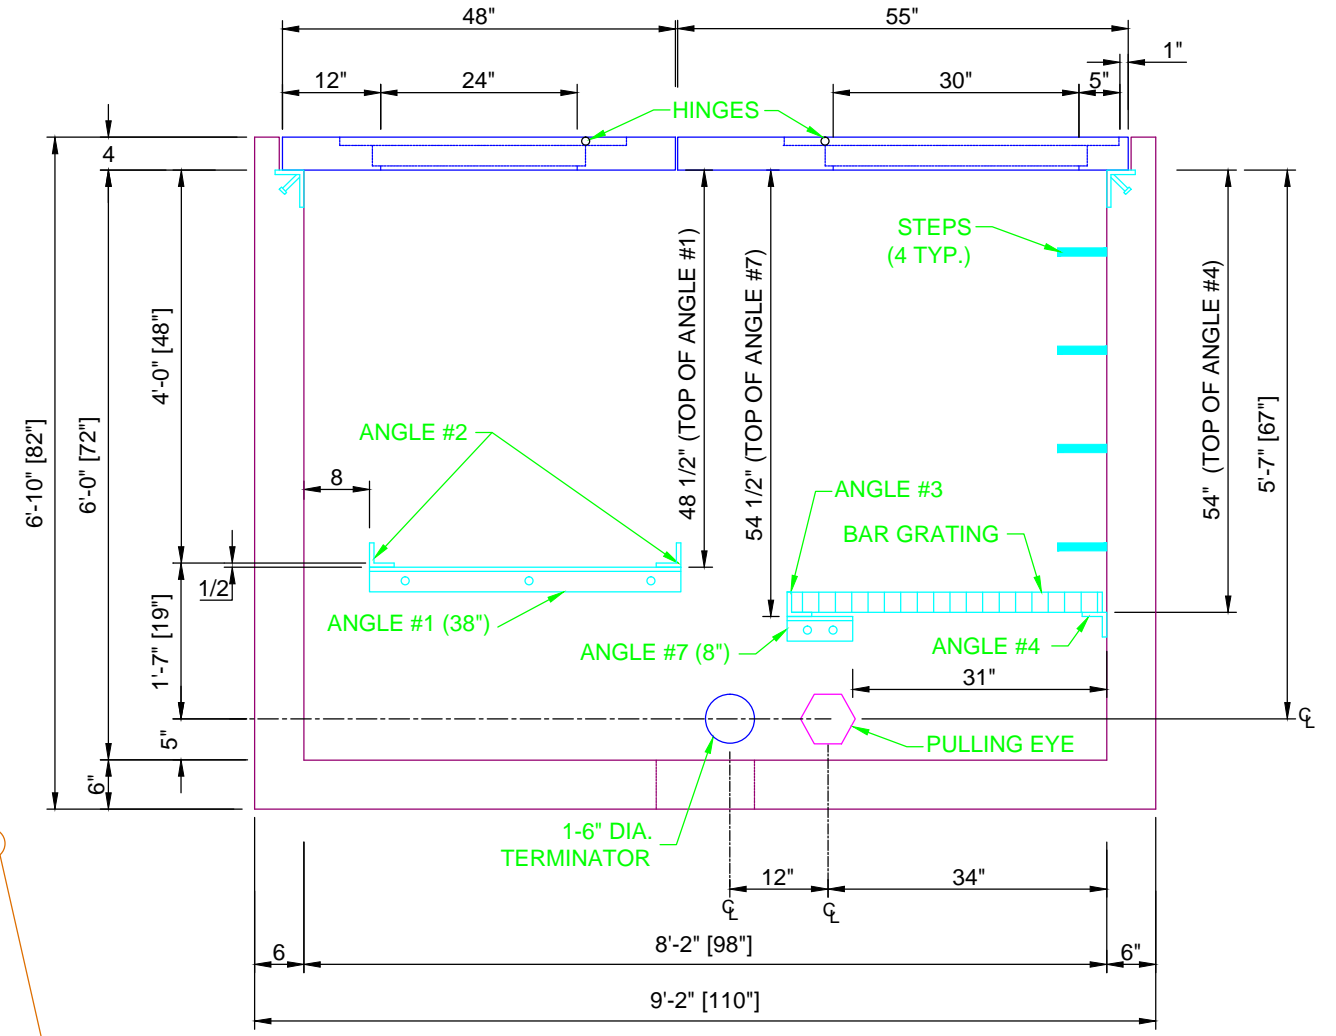 48"
55"
1"
12"
24"
30"
5"
HINGES
4
STEPS
(4 TYP.)
48 1/2" (TOP OF ANGLE #1)
54 1/2" (TOP OF ANGLE #7)
54" (TOP OF ANGLE #4)
5'-7" [67"]
4'-0" [48"]
6'-10" [82"]
6'-0" [72"]
ANGLE #2
8
ANGLE #3
BAR GRATING
1/2
ANGLE #1 (38")
ANGLE #7 (8")
ANGLE #4
1'-7" [19"]
31"
5"
PULLING EYE
CL
6"
1-6" DIA.
TERMINATOR
12"
34"
CL
CL
6
8'-2" [98"]
6"
9'-2" [110"]